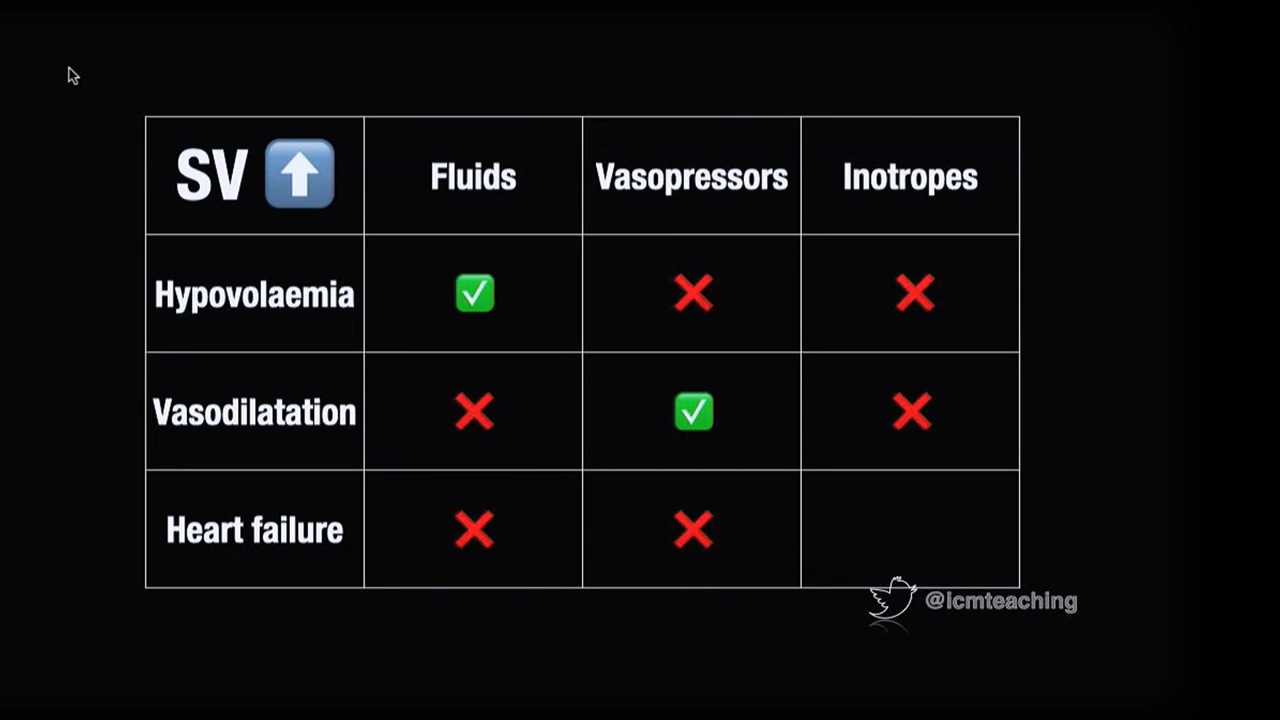 SV ⬆️ Fluids Vasopressors Inotropes
Hypovolaemia ✅ ❌ ❌
Vasodilatation ❌ ✅ ❌
Heart failure ❌ ❌
@icmteaching